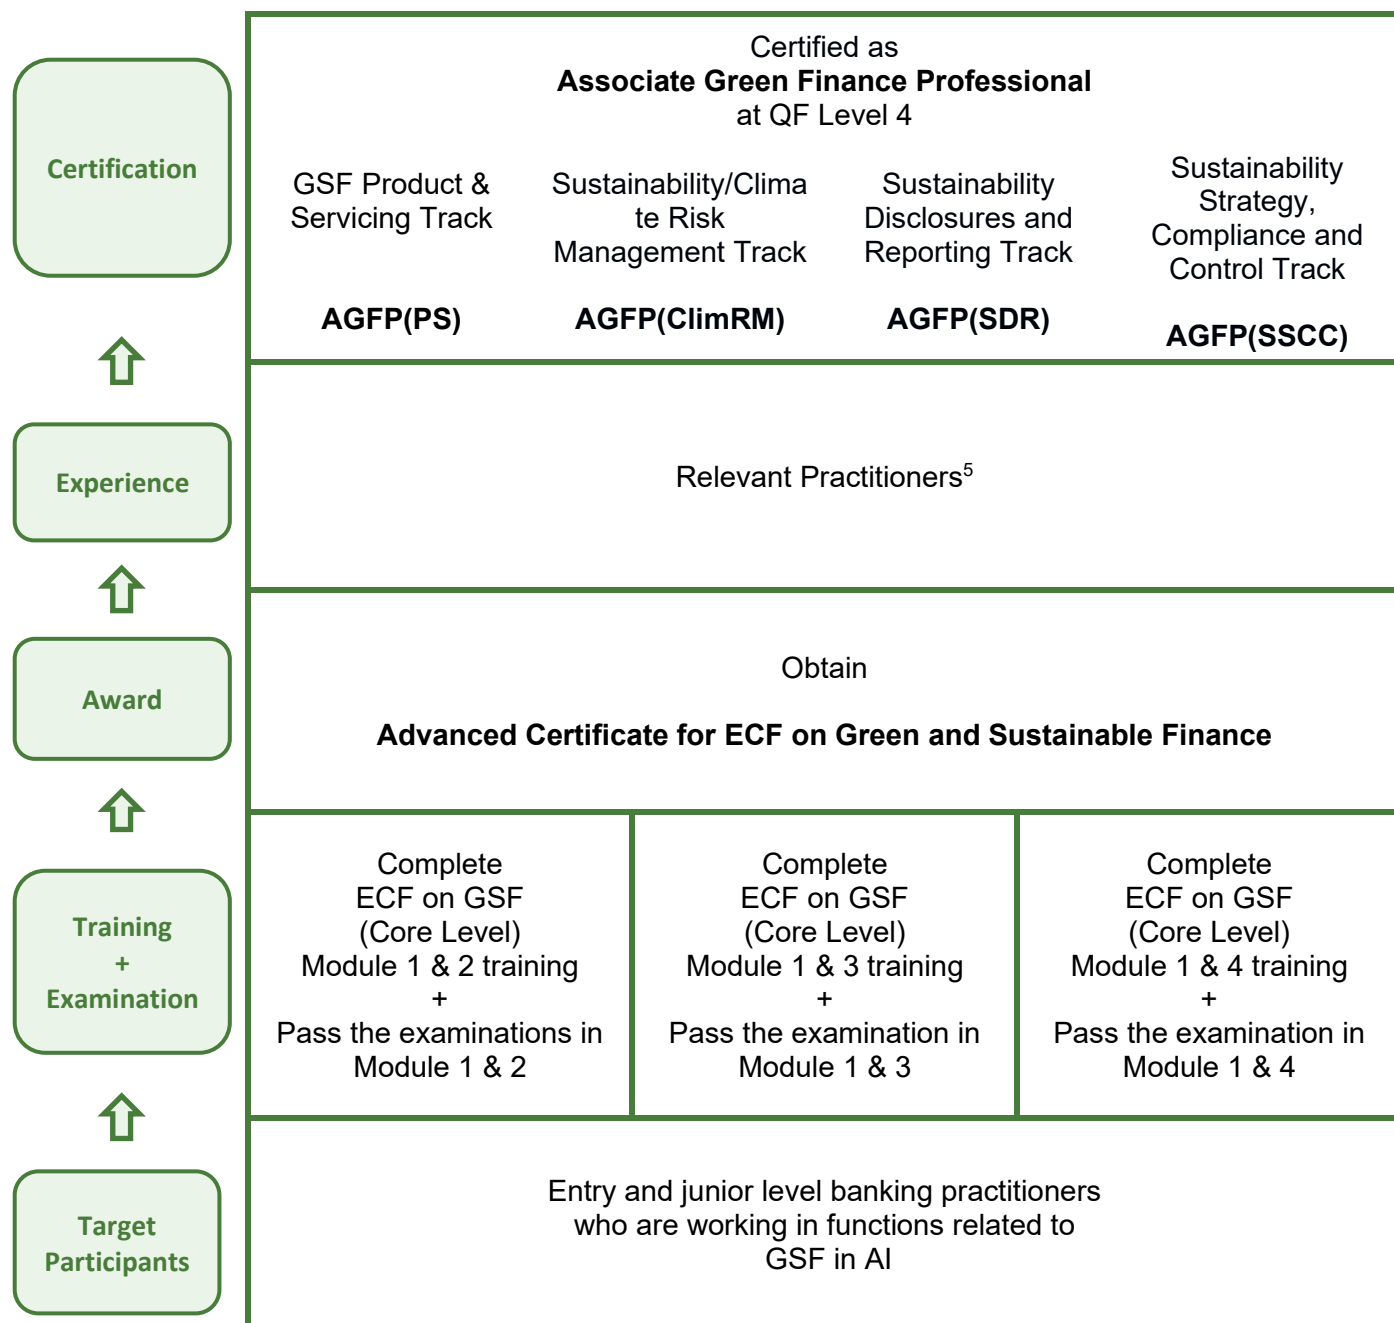 Certification
Certified as
Associate Green Finance Professional
at QF Level 4
GSF Product &
Servicing Track
AGFP(PS)
Sustainability/Clima
te Risk
Management Track
AGFP(ClimRM)
Sustainability
Disclosures and
Reporting Track
AGFP(SDR)
Sustainability
Strategy,
Compliance and
Control Track
AGFP(SSCC)
Experience
Relevant Practitioners5
Award
Obtain
Advanced Certificate for ECF on Green and Sustainable Finance
Training
+
Examination
Complete
ECF on GSF
(Core Level)
Module 1 & 2 training
+
Pass the examinations in
Module 1 & 2
Complete
ECF on GSF
(Core Level)
Module 1 & 3 training
+
Pass the examination in
Module 1 & 3
Complete
ECF on GSF
(Core Level)
Module 1 & 4 training
+
Pass the examination in
Module 1 & 4
Target
Participants
Entry and junior level banking practitioners
who are working in functions related to
GSF in AI